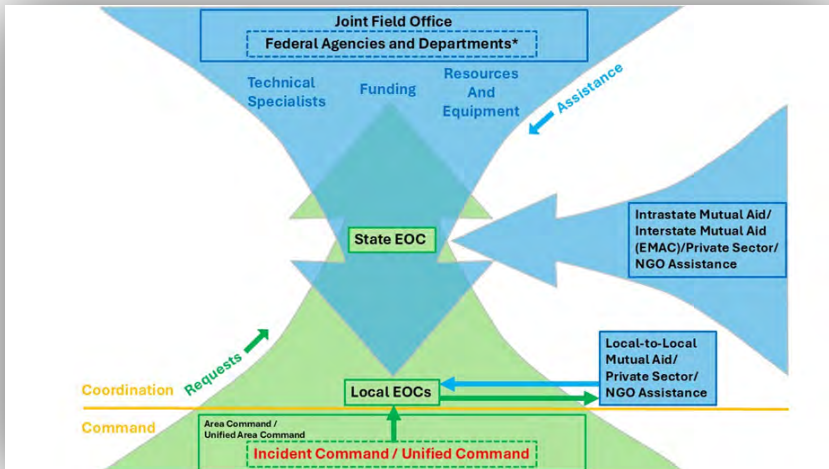 Joint Field Office
Federal Agencies and Departments*
Technical
Specialists
Funding
Resources
And
Equipment
Assistance
Intrastate Mutual Aid/
Interstate Mutual Aid
(EMAC)/Private Sector/
NGO Assistance
State EOC
Requests
Local-to-Local
Mutual Aid/
Private Sector/
NGO Assistance
Local EOCs
Coordination
Command
Area Command /
Unified Area Command
Incident Command / Unified Command